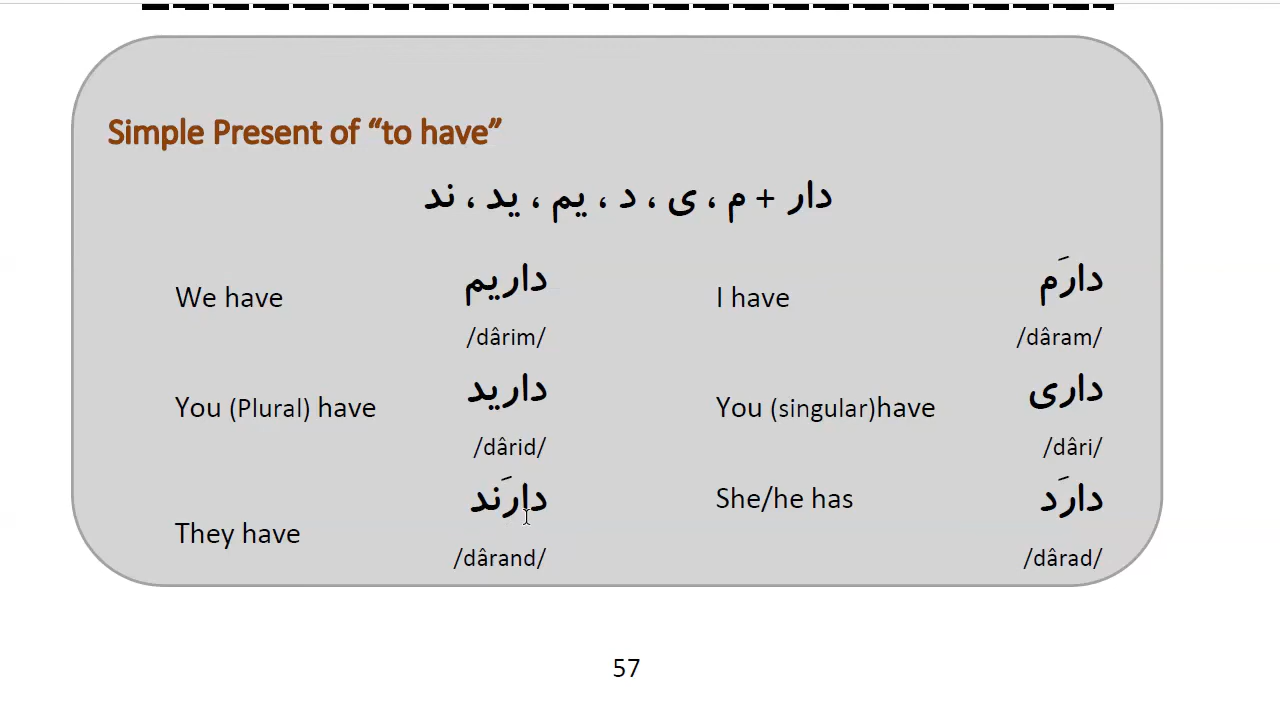 Simple Present of “to have”
دار + م ، ی ، د ، یم ، ید ، ند
We have داریم I have دارَم
/dârim/ /dâram/
You (Plural) have دارید You (singular)have داری
/dârid/ /dâri/
They have دارَند She/he has دارَد
/dârand/ /dârad/
57